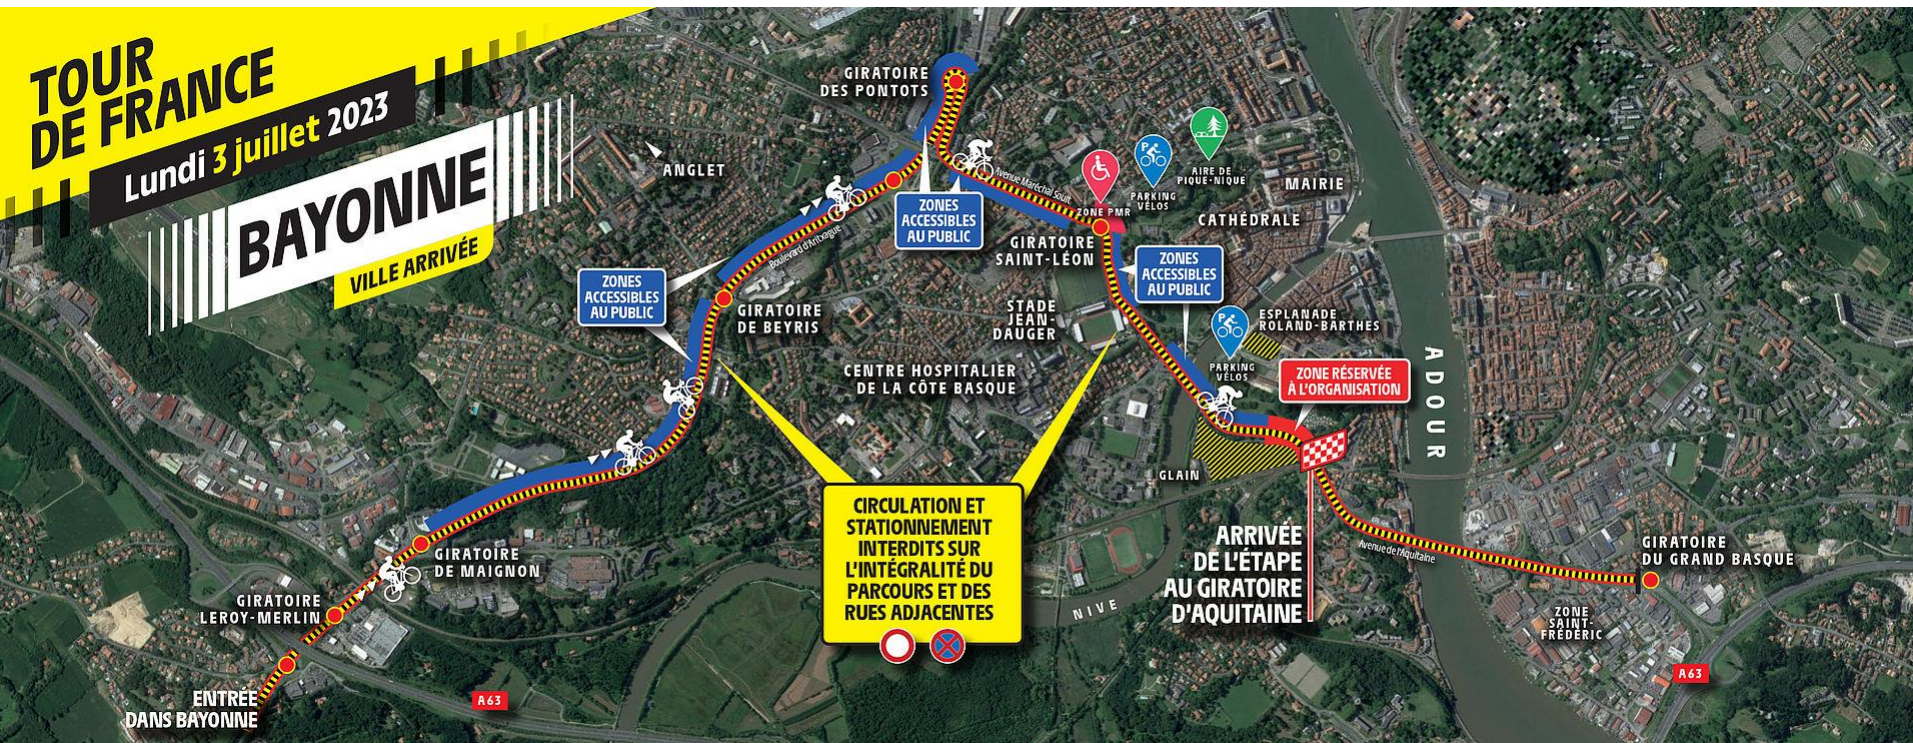 TOUR
DE FRANCE
Lundi 3 juillet 2023
BAYONNE
VILLE ARRIVÉE
GIRATOIRE
DES PONTOTS
ANGLET
Avenue Maréchal Soult
ZONE PMR
P
PARKING
VÉLOS
AIRE DE
PIQUE-NIQUE
MAIRIE
CATHÉDRALE
ZONES
ACCESSIBLES
AU PUBLIC
Boulevard d'Aritxague
GIRATOIRE
SAINT-LÉON
ZONES
ACCESSIBLES
AU PUBLIC
ZONES
ACCESSIBLES
AU PUBLIC
GIRATOIRE
DE BEYRIS
STADE
JEAN-
DAUGER
P
PARKING
VÉLOS
ESPLANADE
ROLAND-BARTHES
CENTRE HOSPITALIER
DE LA CÔTE BASQUE
ZONE RÉSERVÉE
À L'ORGANISATION
ADOUR
GLAIN
CIRCULATION ET
STATIONNEMENT
INTERDITS SUR
L'INTÉGRALITÉ DU
PARCOURS ET DES
RUES ADJACENTES
ARRIVÉE
DE L'ÉTAPE
AU GIRATOIRE
D'AQUITAINE
Avenue de l'Aquitaine
GIRATOIRE
DU GRAND BASQUE
GIRATOIRE
DE MAIGNON
GIRATOIRE
LEROY-MERLIN
NIVE
ZONE
SAINT-
FRÉDÉRIC
ENTRÉE
DANS BAYONNE
A63
A63